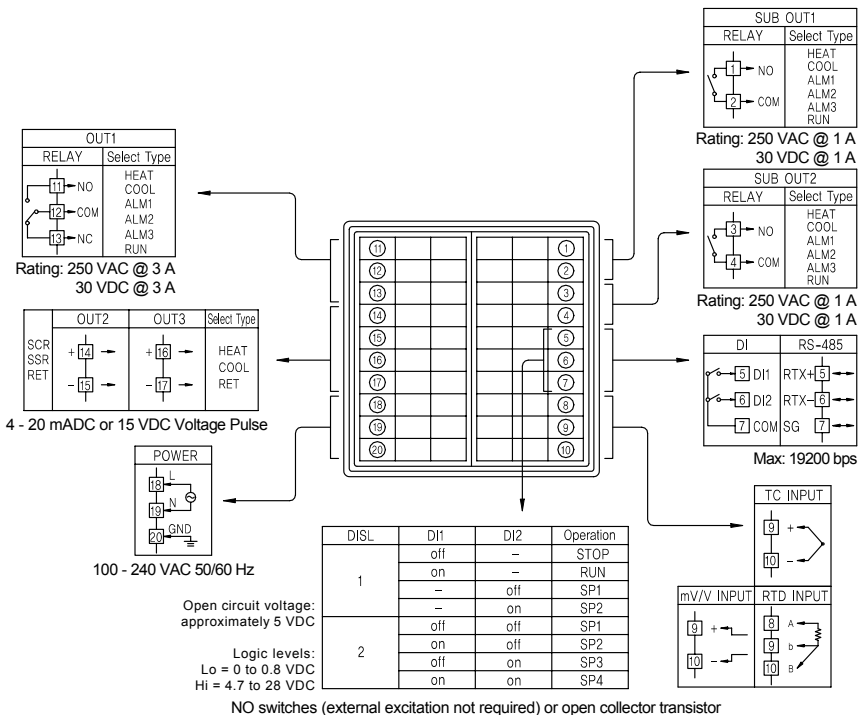 SUB OUT1
RELAY Select Type
1 NO
2 COM
HEAT
COOL
ALM1
ALM2
ALM3
RUN
Rating: 250 VAC @ 1 A
30 VDC @ 1 A
SUB OUT2
RELAY Select Type
3 NO
4 COM
HEAT
COOL
ALM1
ALM2
ALM3
RUN
Rating: 250 VAC @ 1 A
30 VDC @ 1 A
OUT1
RELAY Select Type
11 NO
12 COM
13 NC
HEAT
COOL
ALM1
ALM2
ALM3
RUN
Rating: 250 VAC @ 3 A
30 VDC @ 3 A
OUT2 OUT3 Select Type
SCR
SSR
RET
+ 14
- 15
+ 16
- 17
HEAT
COOL
RET
4 - 20 mADC or 15 VDC Voltage Pulse
POWER
18 L
19 N
20 GND
100 - 240 VAC 50/60 Hz
11 1
12 2
13 3
14 4
15 5
16 6
17 7
18 8
19 9
20 10
DI RS-485
5 DI1 RTX+ 5
6 DI2 RTX- 6
7 COM SG 7
Max: 19200 bps
TC INPUT
9 +
10 -
mV/V INPUT RTD INPUT
9 +
10 -
8 A
9 b
10 B
DISL DI1 DI2 Operation
1 off – STOP
on – RUN
– off SP1
– on SP2
2 off off SP1
on off SP2
off on SP3
on on SP4
Open circuit voltage:
approximately 5 VDC
Logic levels:
Lo = 0 to 0.8 VDC
Hi = 4.7 to 28 VDC
NO switches (external excitation not required) or open collector transistor